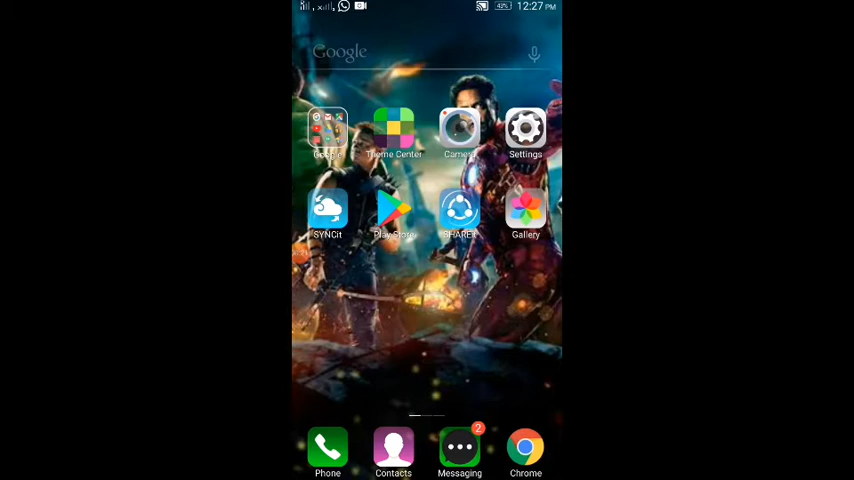 43% 12:27 PM
Google
Google Theme Center Camera Settings
SYNCit Play Store SHAREit Gallery
2
Phone Contacts Messaging Chrome